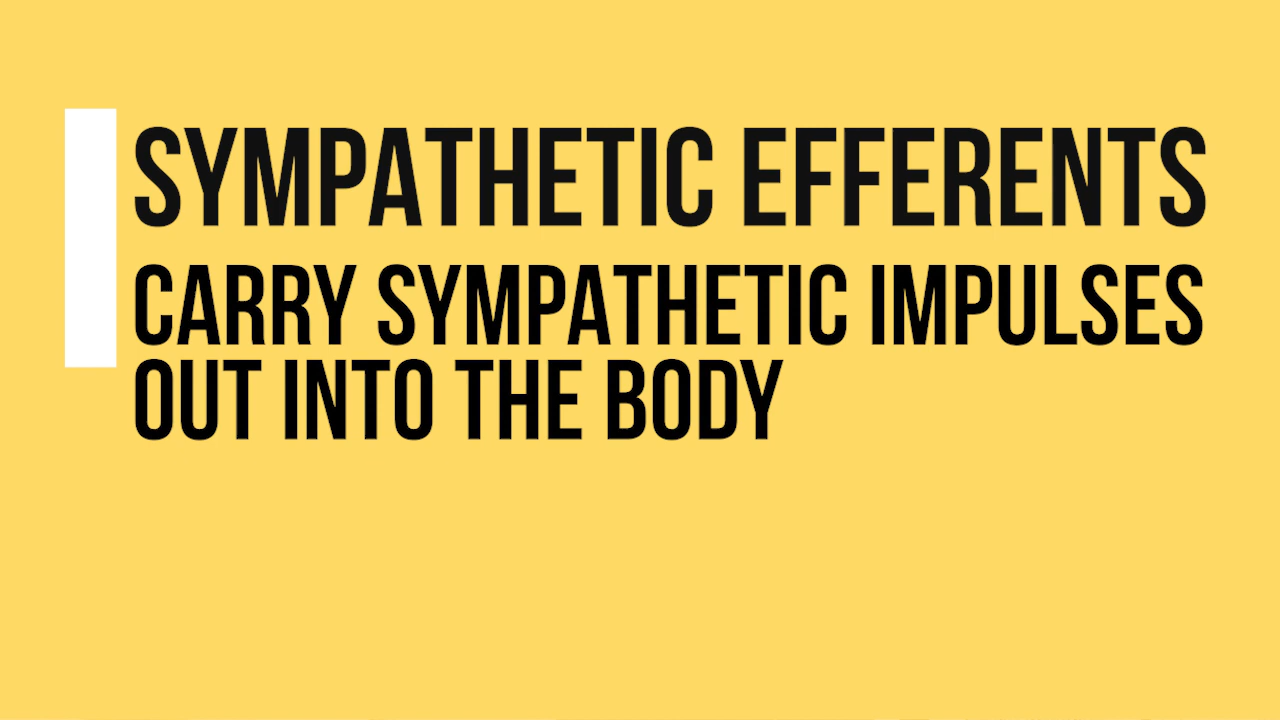 SYMPATHETIC EFFERENTS
CARRY SYMPATHETIC IMPULSES
OUT INTO THE BODY